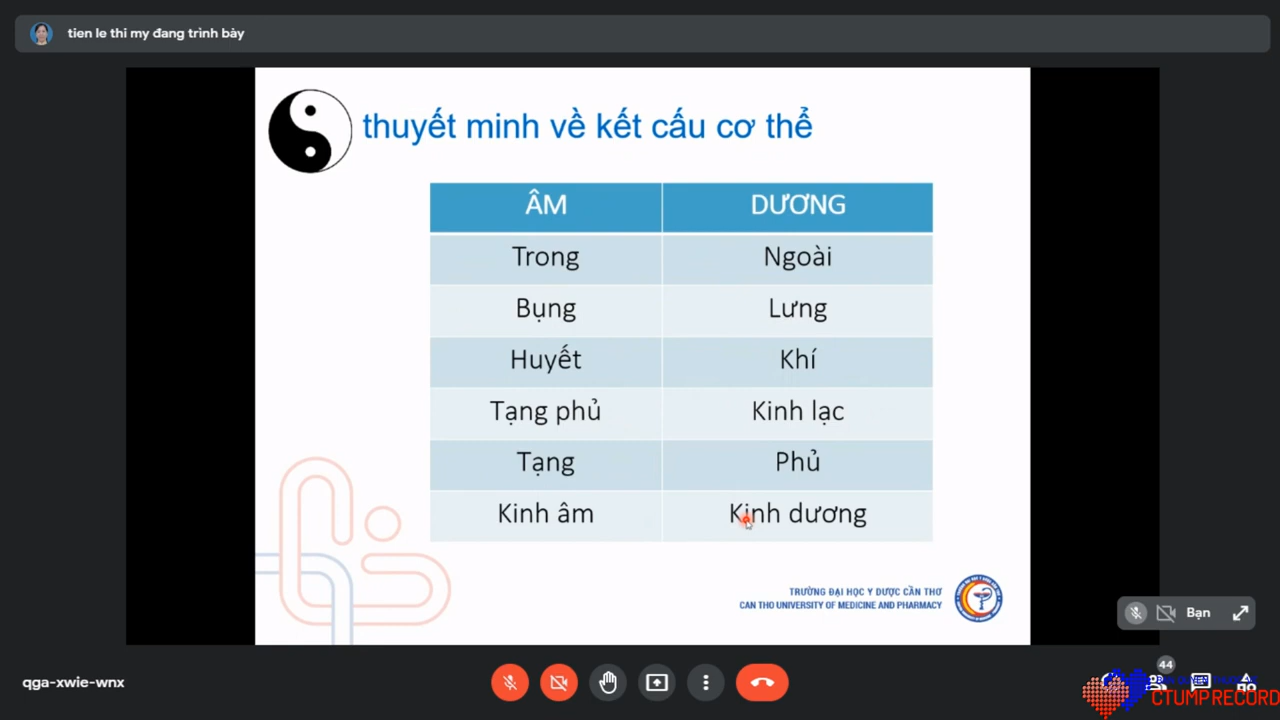 tien le thi my đang trình bày
thuyết minh về kết cấu cơ thể
ÂM DƯƠNG
Trong Ngoài
Bụng Lưng
Huyết Khí
Tạng phủ Kinh lạc
Tạng Phủ
Kinh âm Kinh dương
TRƯỜNG ĐẠI HỌC Y DƯỢC CẦN THƠ
CAN THO UNIVERSITY OF MEDICINE AND PHARMACY
Bạn
44
qga-xwie-wnx
CTUMP RECORD